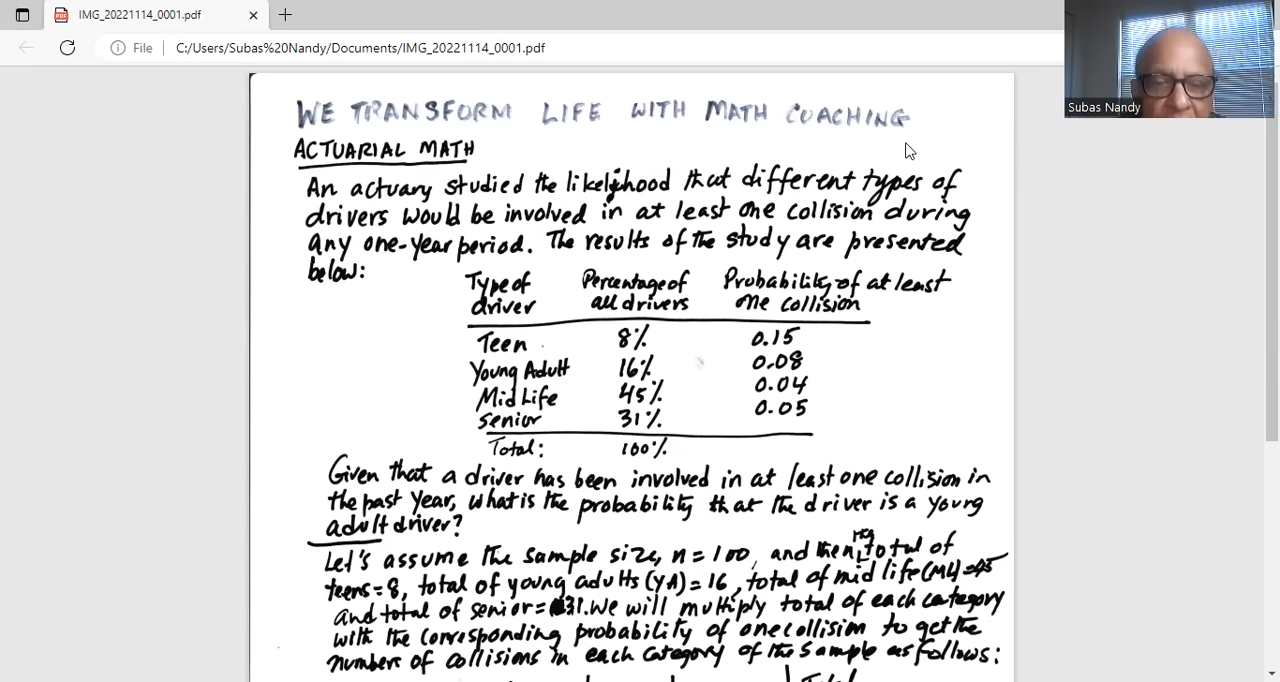 IMG_20221114_0001.pdf
File C:/Users/Subas%20Nandy/Documents/IMG_20221114_0001.pdf
Subas Nandy
WE TRANSFORM LIFE WITH MATH COACHING
ACTUARIAL MATH
An actuary studied the likelihood that different types of
drivers would be involved in at least one collision during
any one-year period. The results of the study are presented
below:
Type of driver Percentage of all drivers Probability of at least one collision
Teen 8% 0.15
Young Adult 16% 0.08
Mid Life 45% 0.04
Senior 31% 0.05
Total: 100%
Given that a driver has been involved in at least one collision in
the past year, what is the probability that the driver is a young
adult driver?
Let's assume the sample size, n = 100, and then the total of
teens = 8, total of young adults (YA) = 16, total of mid life (ML) = 45
and total of senior = 31. We will multiply total of each category
with the corresponding probability of one collision to get the
numbers of collisions in each category of the sample as follows:
Total